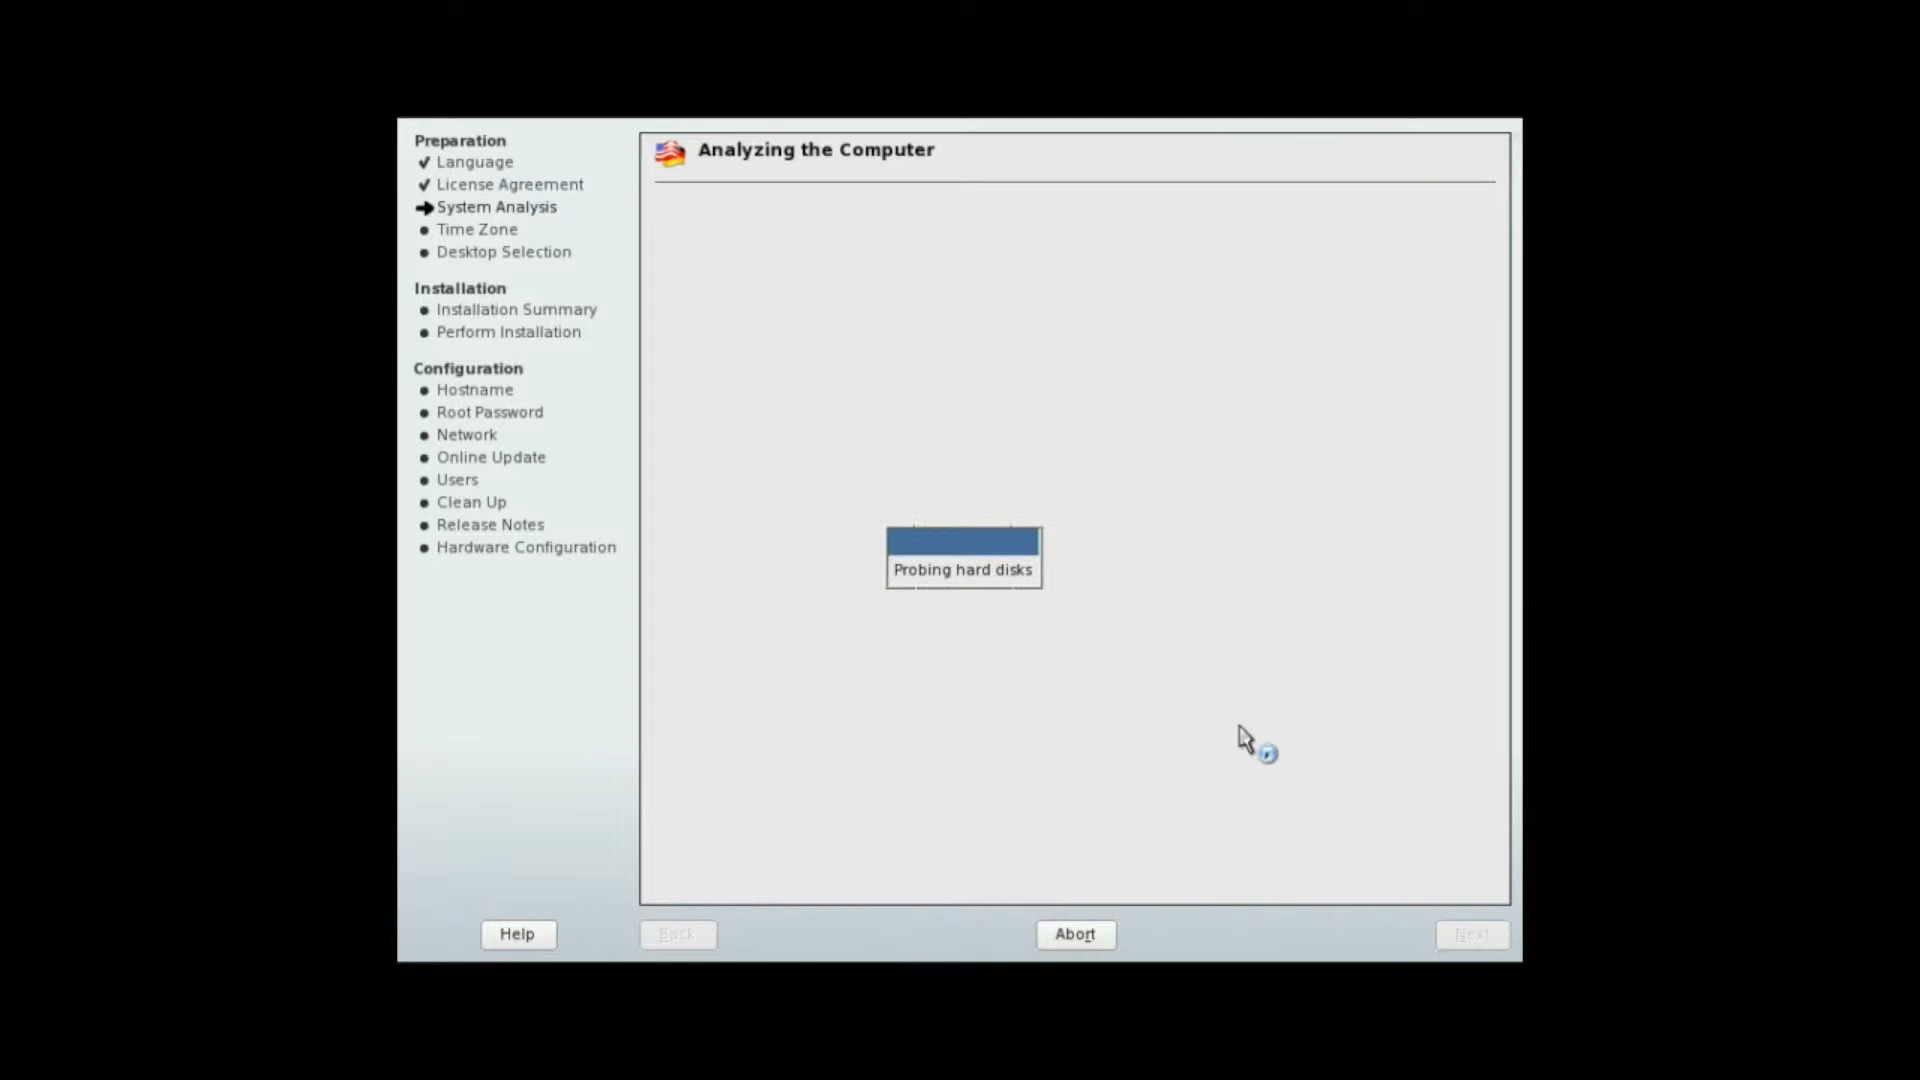 Preparation
Language
License Agreement
System Analysis
Time Zone
Desktop Selection
Installation
Installation Summary
Perform Installation
Configuration
Hostname
Root Password
Network
Online Update
Users
Clean Up
Release Notes
Hardware Configuration
Analyzing the Computer
Probing hard disks
Help
Back
Abort
Next